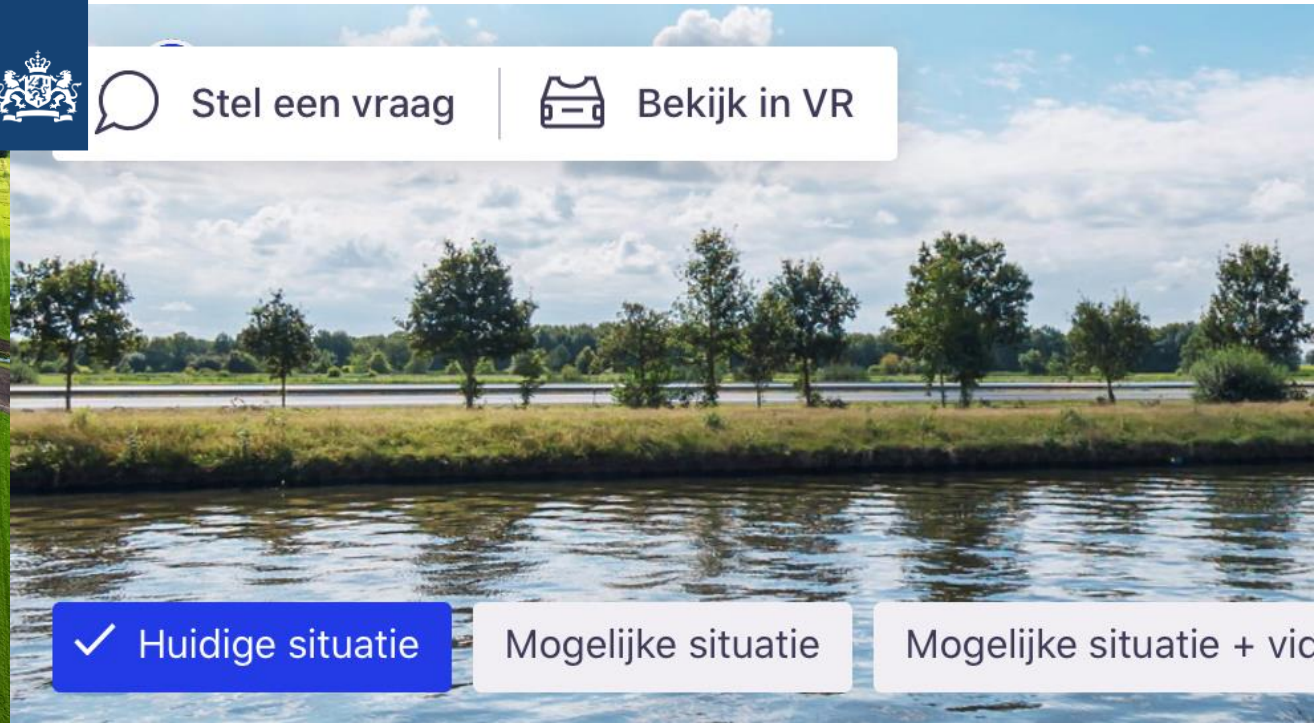 Stel een vraag
Bekijk in VR
Huidige situatie
Mogelijke situatie
Mogelijke situatie +